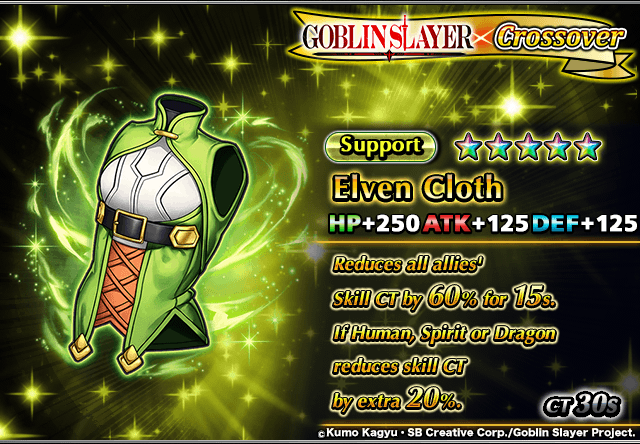 GOBLIN SLAYER × Crossover
Support
Elven Cloth
HP+250 ATK+125 DEF+125
Reduces all allies'
Skill CT by 60% for 15s.
If Human, Spirit or Dragon
reduces skill CT
by extra 20%.
CT 30s
©Kumo Kagyu・SB Creative Corp./Goblin Slayer Project.